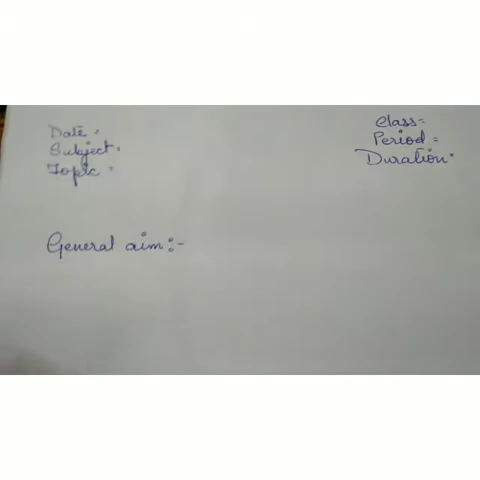 Date :
Subject :
Topic :
Class=
Period =
Duration=
General aim :-